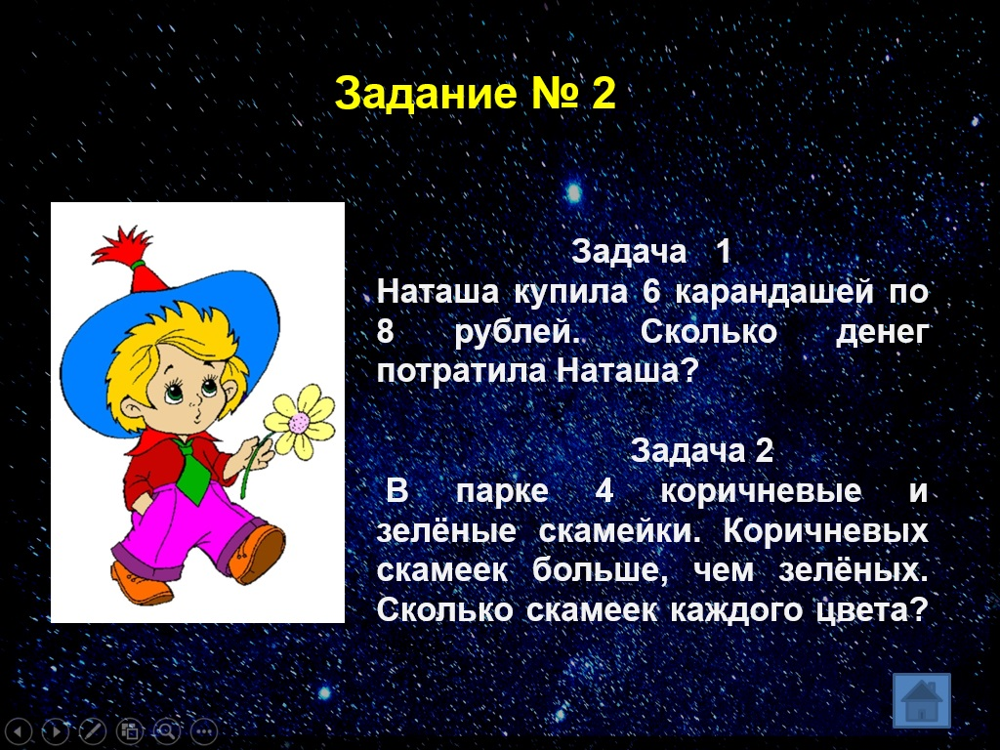 Задание № 2
Задача 1
Наташа купила 6 карандашей по
8 рублей. Сколько денег
потратила Наташа?
Задача 2
В парке 4 коричневые и
зелёные скамейки. Коричневых
скамеек больше, чем зелёных.
Сколько скамеек каждого цвета?